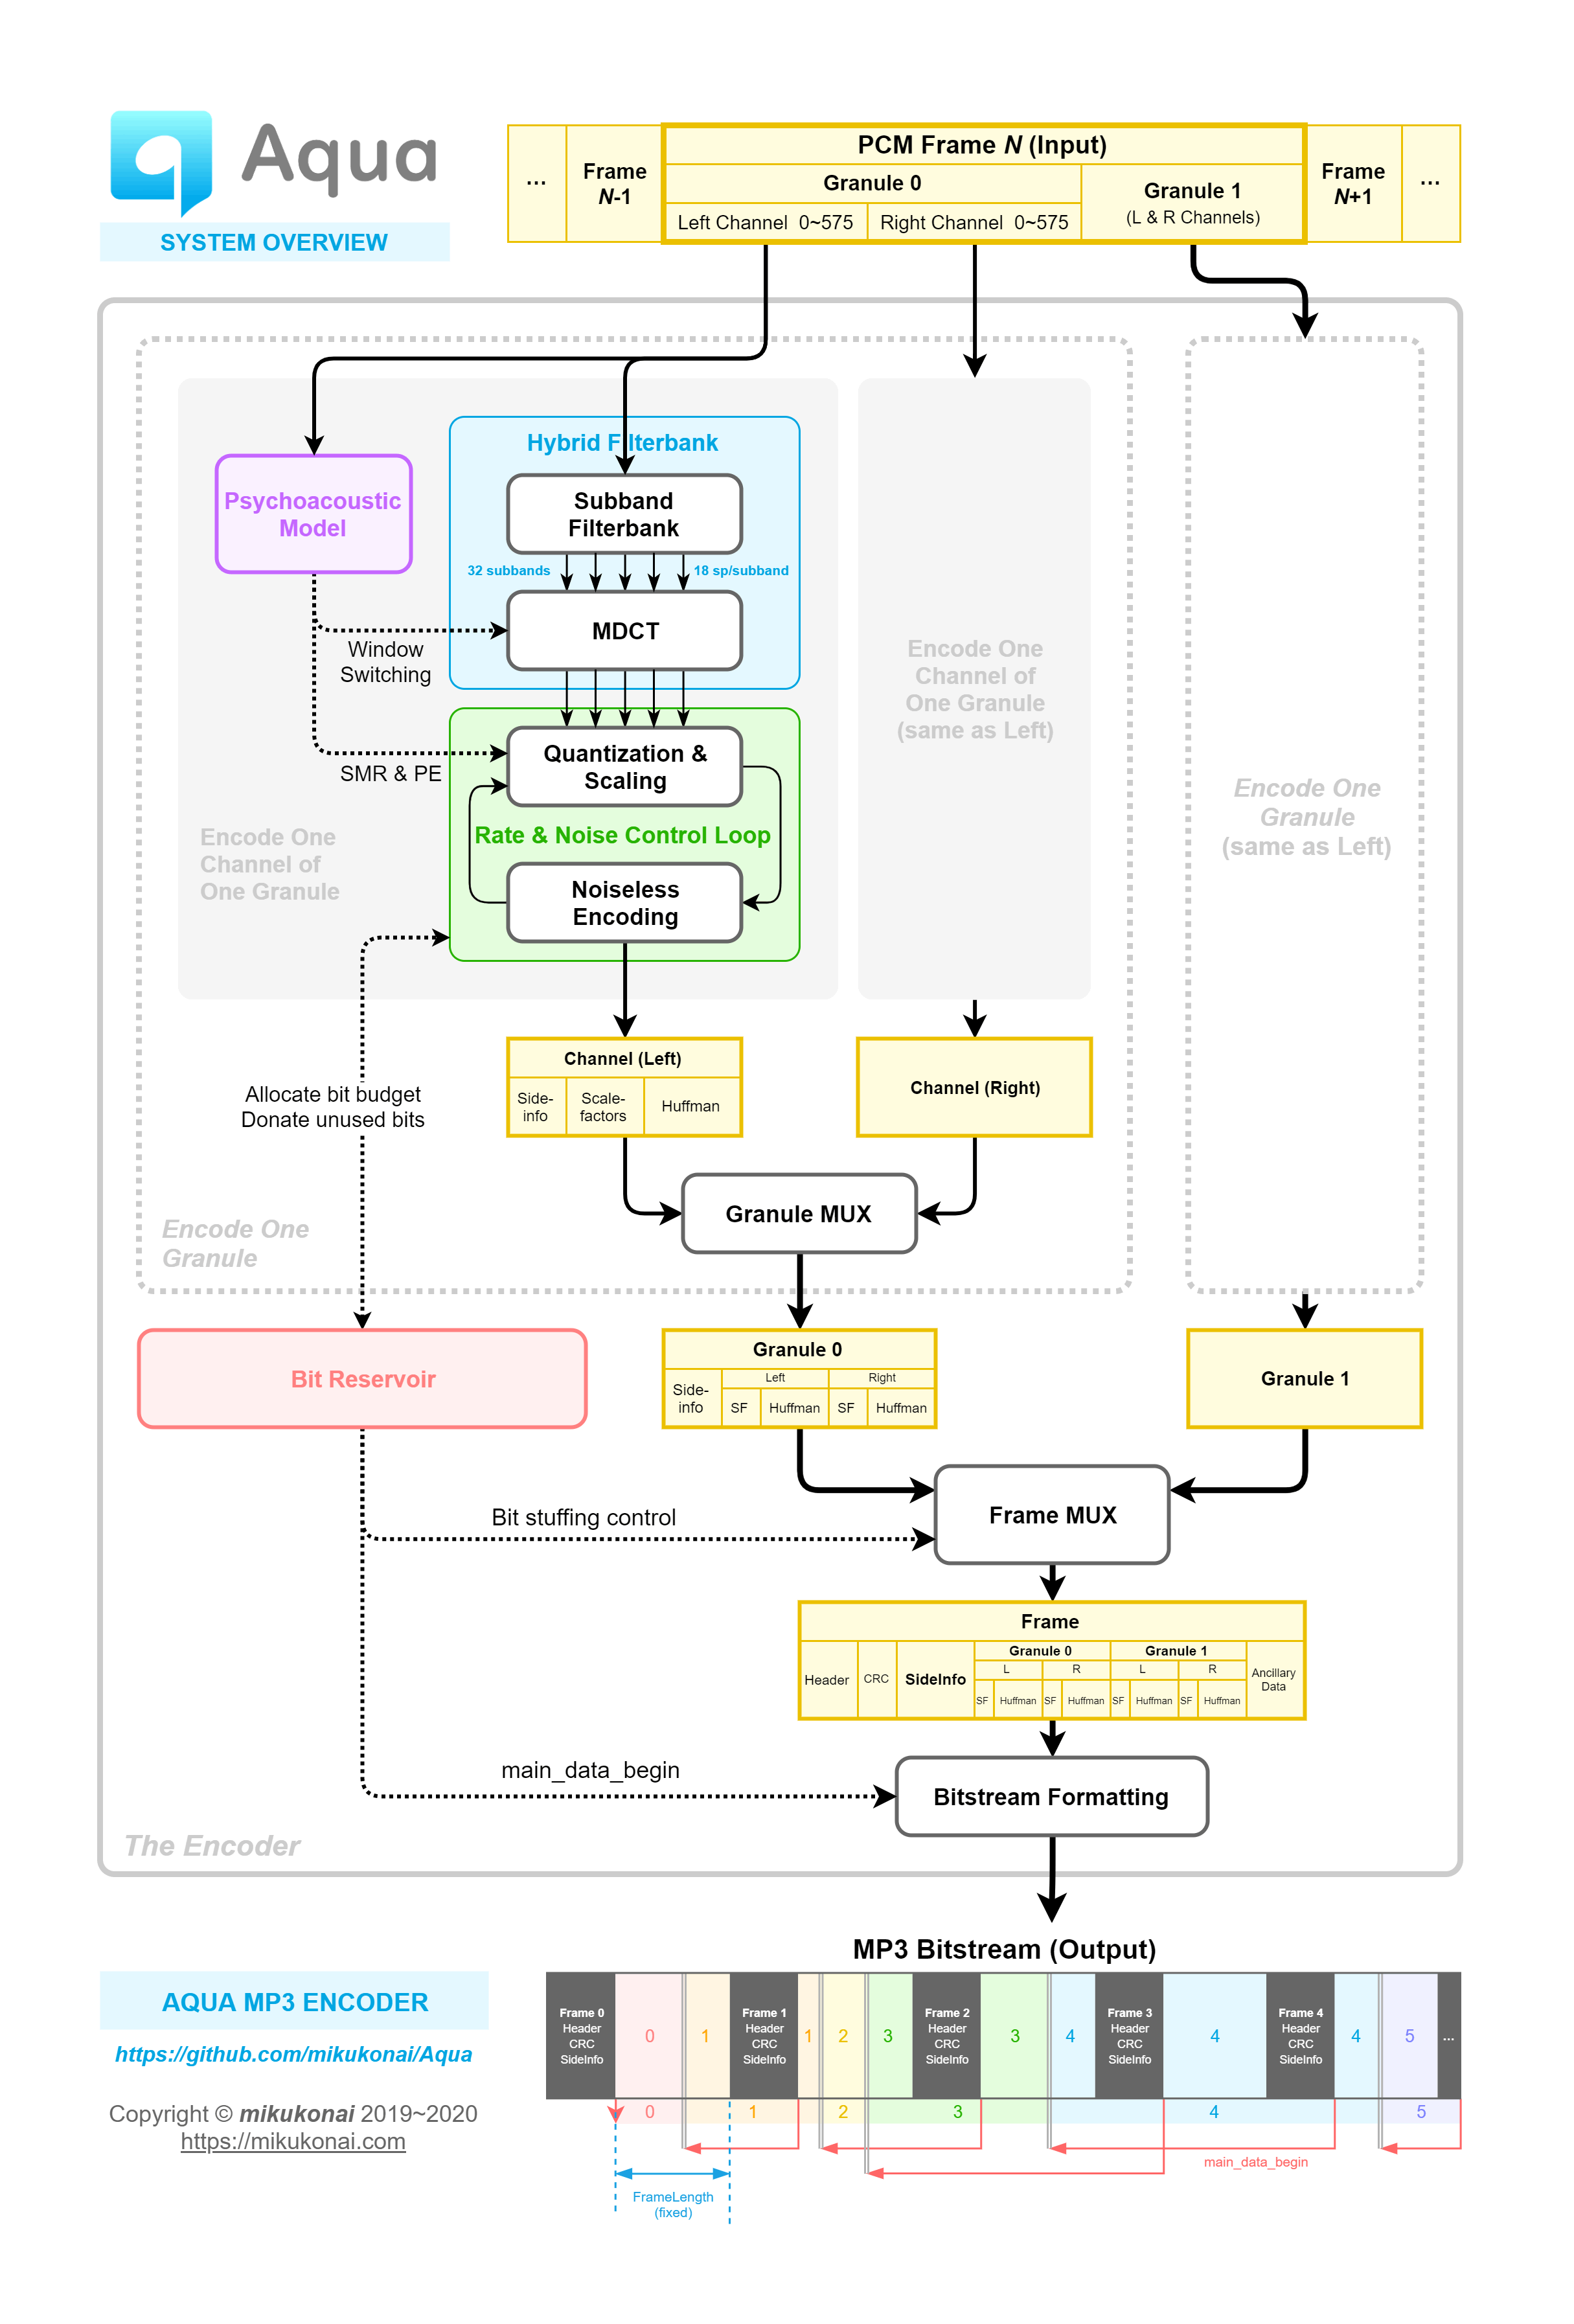 Aqua
SYSTEM OVERVIEW
...
Frame
N-1
PCM Frame N (Input)
Granule 0
Left Channel 0~575
Right Channel 0~575
Granule 1
(L & R Channels)
Frame
N+1
...
Hybrid Filterbank
Psychoacoustic
Model
Subband
Filterbank
32 subbands
18 sp/subband
MDCT
Window
Switching
Quantization &
Scaling
SMR & PE
Rate & Noise Control Loop
Noiseless
Encoding
Encode One
Channel of
One Granule
Encode One
Channel of
One Granule
(same as Left)
Encode One
Granule
(same as Left)
Allocate bit budget
Donate unused bits
Channel (Left)
Side-
info
Scale-
factors
Huffman
Channel (Right)
Granule MUX
Encode One
Granule
Bit Reservoir
Granule 0
Side-
info
Left
Right
SF
Huffman
SF
Huffman
Granule 1
Bit stuffing control
Frame MUX
Frame
Header
CRC
SideInfo
Granule 0
Granule 1
L
R
L
R
SF
Huffman
SF
Huffman
SF
Huffman
SF
Huffman
Ancillary
Data
main_data_begin
Bitstream Formatting
The Encoder
MP3 Bitstream (Output)
Frame 0
Header
CRC
SideInfo
0
1
Frame 1
Header
CRC
SideInfo
1
2
3
Frame 2
Header
CRC
SideInfo
3
4
Frame 3
Header
CRC
SideInfo
4
Frame 4
Header
CRC
SideInfo
4
5
...
0
1
2
3
4
5
main_data_begin
FrameLength
(fixed)
AQUA MP3 ENCODER
https://github.com/mikukonai/Aqua
Copyright © mikukonai 2019~2020
https://mikukonai.com